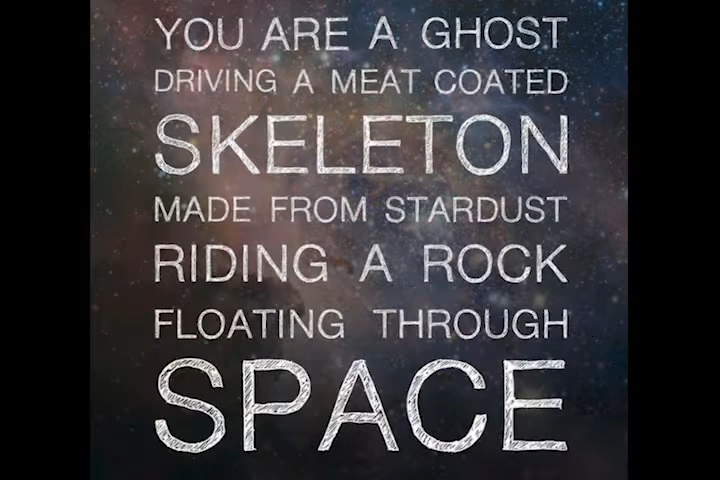 YOU ARE A GHOST
DRIVING A MEAT COATED
SKELETON
MADE FROM STARDUST
RIDING A ROCK
FLOATING THROUGH
SPACE